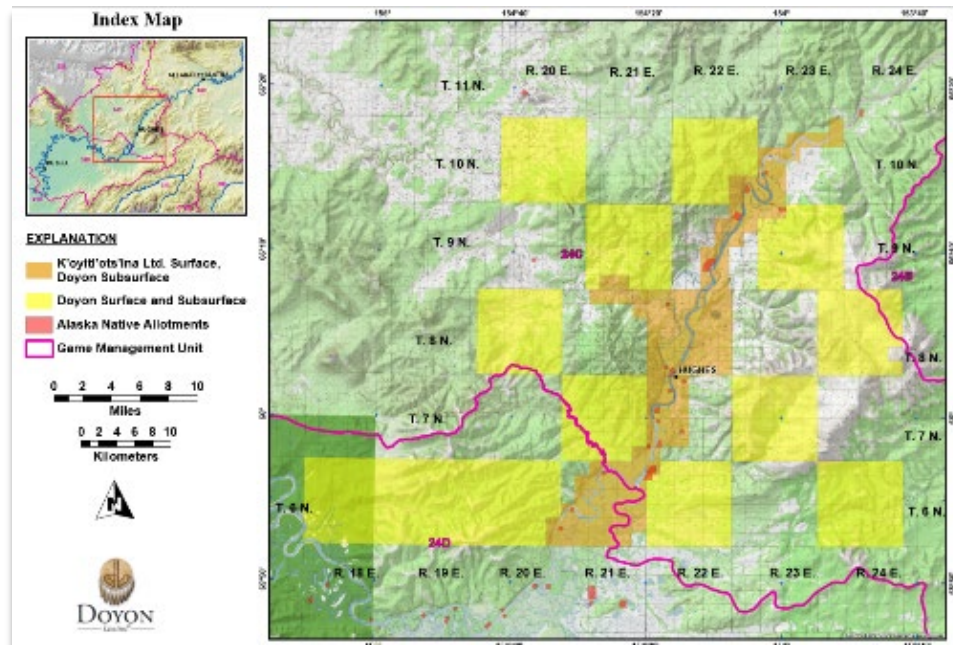 Index Map
HUGHES
EXPLANATION
K'oyitl'ots'ina Ltd. Surface,
Doyon Subsurface
Doyon Surface and Subsurface
Alaska Native Allotments
Game Management Unit
0 2 4 6 8 10
Miles
0 2 4 6 8 10
Kilometers
N
DOYON
R. 20 E. R. 21 E. R. 22 E. R. 23 E. R. 24 E.
T. 11 N.
T. 10 N. T. 10 N.
T. 9 N. 24C T. 9 N.
24B
T. 8 N. T. 8 N.
HUGHES
T. 7 N. T. 7 N.
T. 6 N. T. 6 N.
24D
R. 18 E. R. 19 E. R. 20 E. R. 21 E. R. 22 E. R. 23 E. R. 24 E.